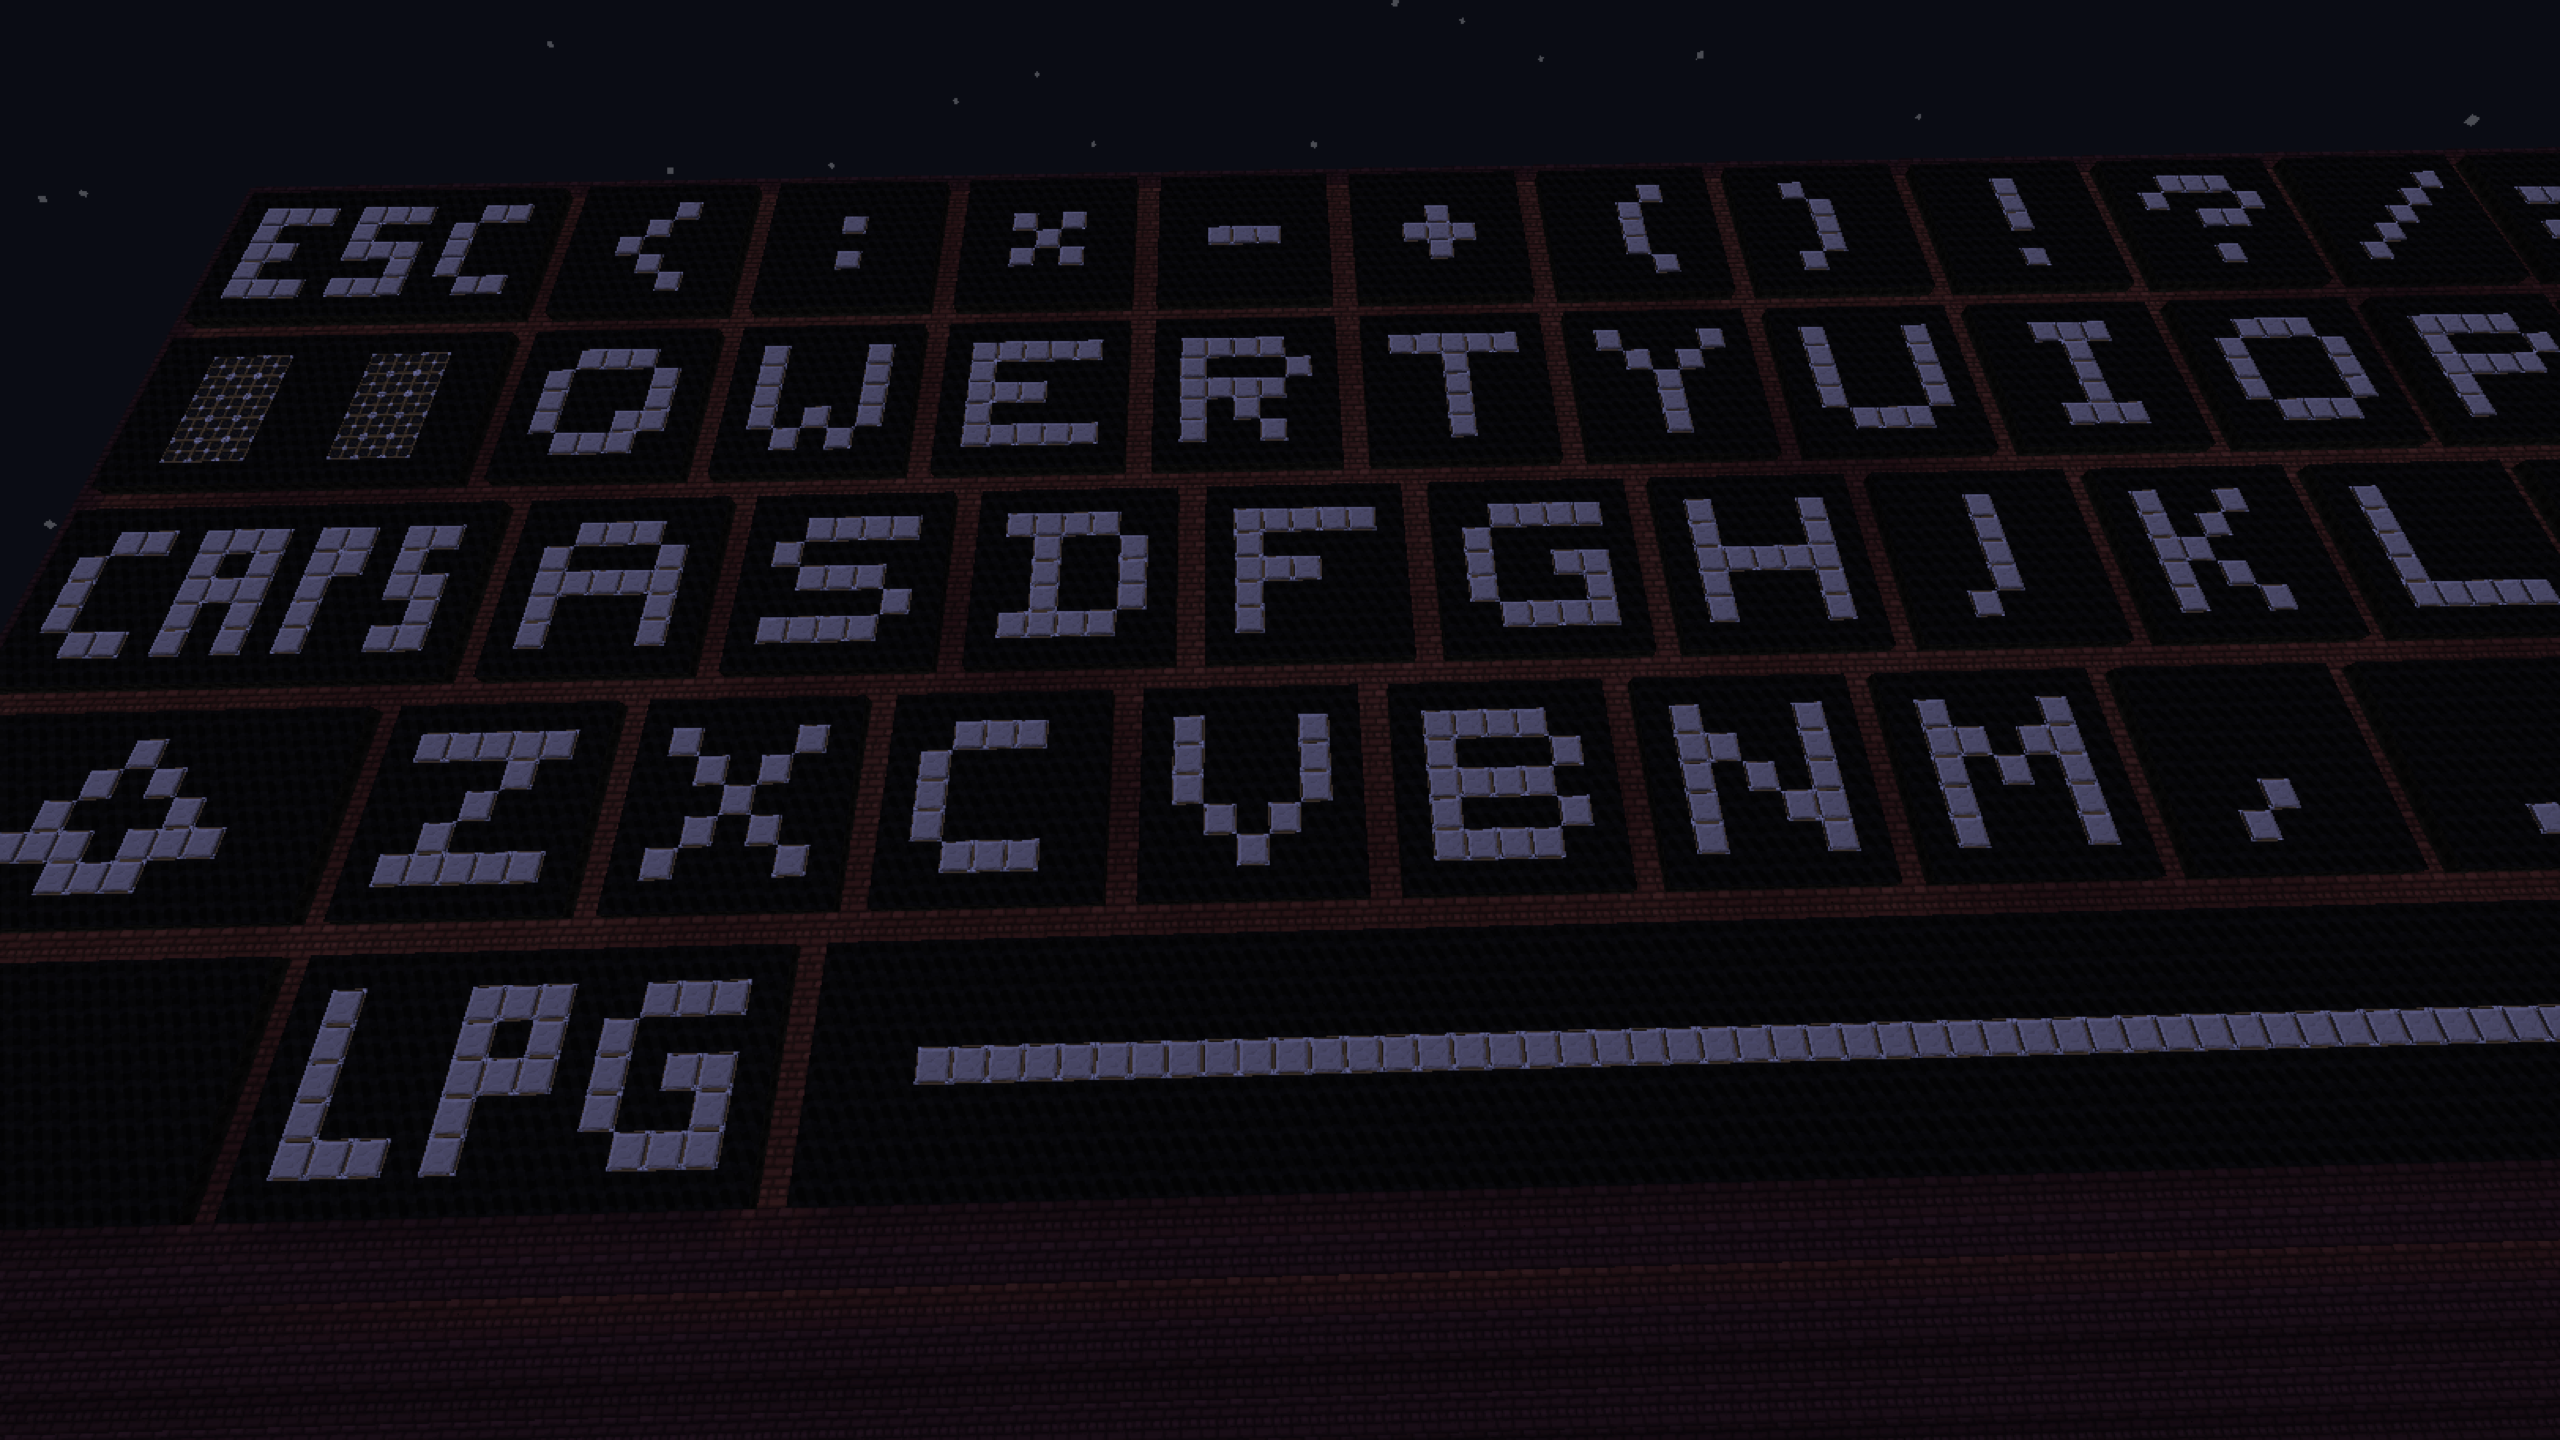 ESC < : x - + ( ) ! ? /
Q W E R T Y U I O P
CAPS A S D F G H J K L
Z X C V B N M , .
LPG